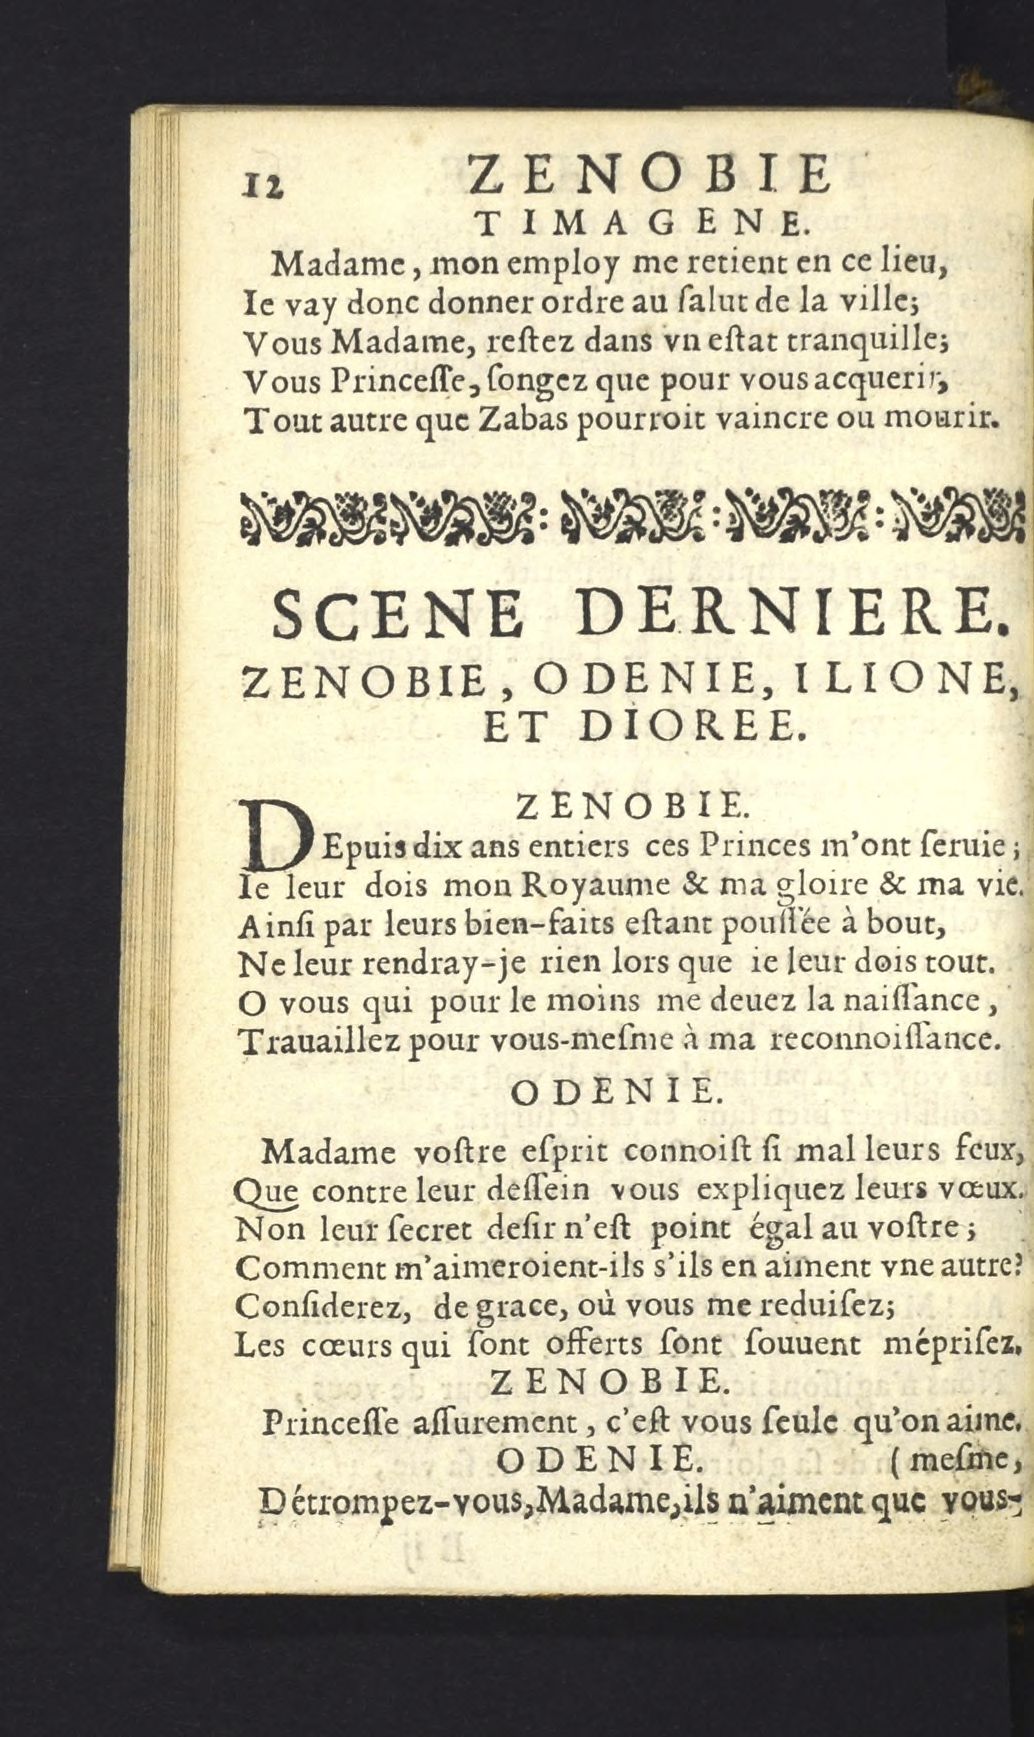 12 ZENOBIE
TIMAGENE.
Madame, mon employ me retient en ce lieu,
Ie vay donc donner ordre au ſalut de la ville;
Vous Madame, reſtez dans vn eſtat tranquille;
Vous Princeſſe, ſongez que pour vous acquerir,
Tout autre que Zabas pourroit vaincre ou mourir.
SCENE DERNIERE.
ZENOBIE, ODENIE, ILIONE,
ET DIOREE.
ZENOBIE.
DEpuis dix ans entiers ces Princes m'ont ſeruie;
Ie leur dois mon Royaume & ma gloire & ma vie.
Ainſi par leurs bien-faits eſtant pouſſée à bout,
Ne leur rendray-je rien lors que ie leur dois tout.
O vous qui pour le moins me deuez la naiſſance,
Trauaillez pour vous-meſme à ma reconnoiſſance.
ODENIE.
Madame voſtre eſprit connoiſt ſi mal leurs feux,
Que contre leur deſſein vous expliquez leurs vœux.
Non leur ſecret deſir n'eſt point égal au voſtre;
Comment m'aimeroient-ils s'ils en aiment vne autre?
Conſiderez, de grace, où vous me reduiſez;
Les cœurs qui ſont offerts ſont ſouuent mépriſez.
ZENOBIE.
Princeſſe aſſurement, c'eſt vous ſeule qu'on aime.
ODENIE. (meſme,
Détrompez-vous, Madame, ils n'aiment que vous-